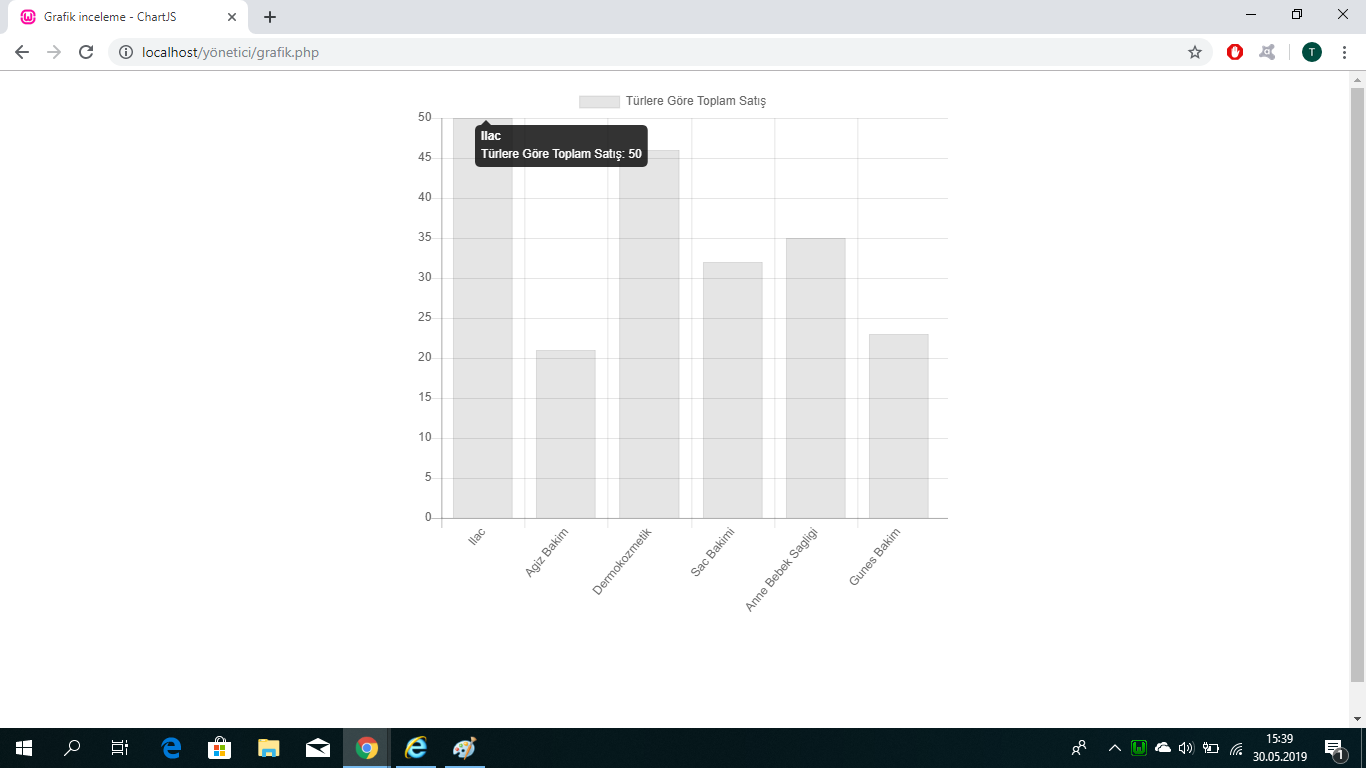 Grafik inceleme - ChartJS
localhost/yönetici/grafik.php
T
Türlere Göre Toplam Satış
50
45
40
35
30
25
20
15
10
5
0
Ilac
Türlere Göre Toplam Satış: 50
Ilac
Agiz Bakim
Dermokozmetik
Sac Bakimi
Anne Bebek Sagligi
Gunes Bakim
15:39
30.05.2019
1